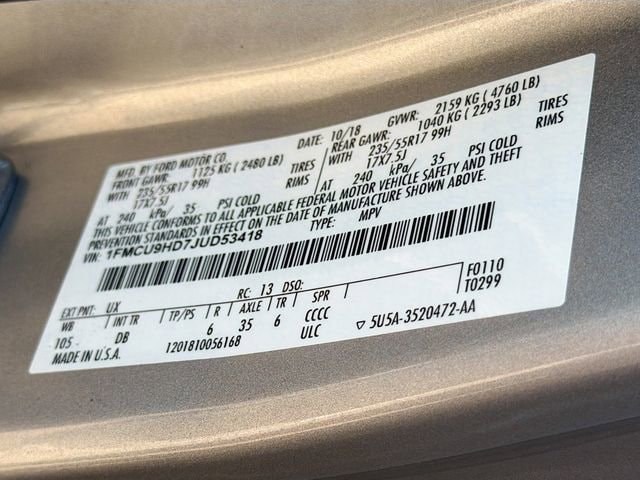 MFD. BY FORD MOTOR CO. DATE: 10/18 GVWR: 2159 KG ( 4760 LB)
FRONT GAWR: 1125 KG ( 2480 LB) REAR GAWR: 1040 KG ( 2293 LB)
WITH 235/55R17 99H TIRES WITH 235/55R17 99H TIRES
17X7.5J RIMS 17X7.5J RIMS
AT 240 kPa/ 35 PSI COLD AT 240 kPa/ 35 PSI COLD
THIS VEHICLE CONFORMS TO ALL APPLICABLE FEDERAL MOTOR VEHICLE SAFETY AND THEFT
PREVENTION STANDARDS IN EFFECT ON THE DATE OF MANUFACTURE SHOWN ABOVE.
VIN: 1FMCU9HD7JUD53418 TYPE: MPV
F0110
T0299
EXT PNT: UX RC: 13 DSO:
WB INT TR TP/PS R AXLE TR SPR
105 DB 6 35 6 CCCC
MADE IN U.S.A. 1201810056168 ULC ▽ 5U5A-3520472-AA